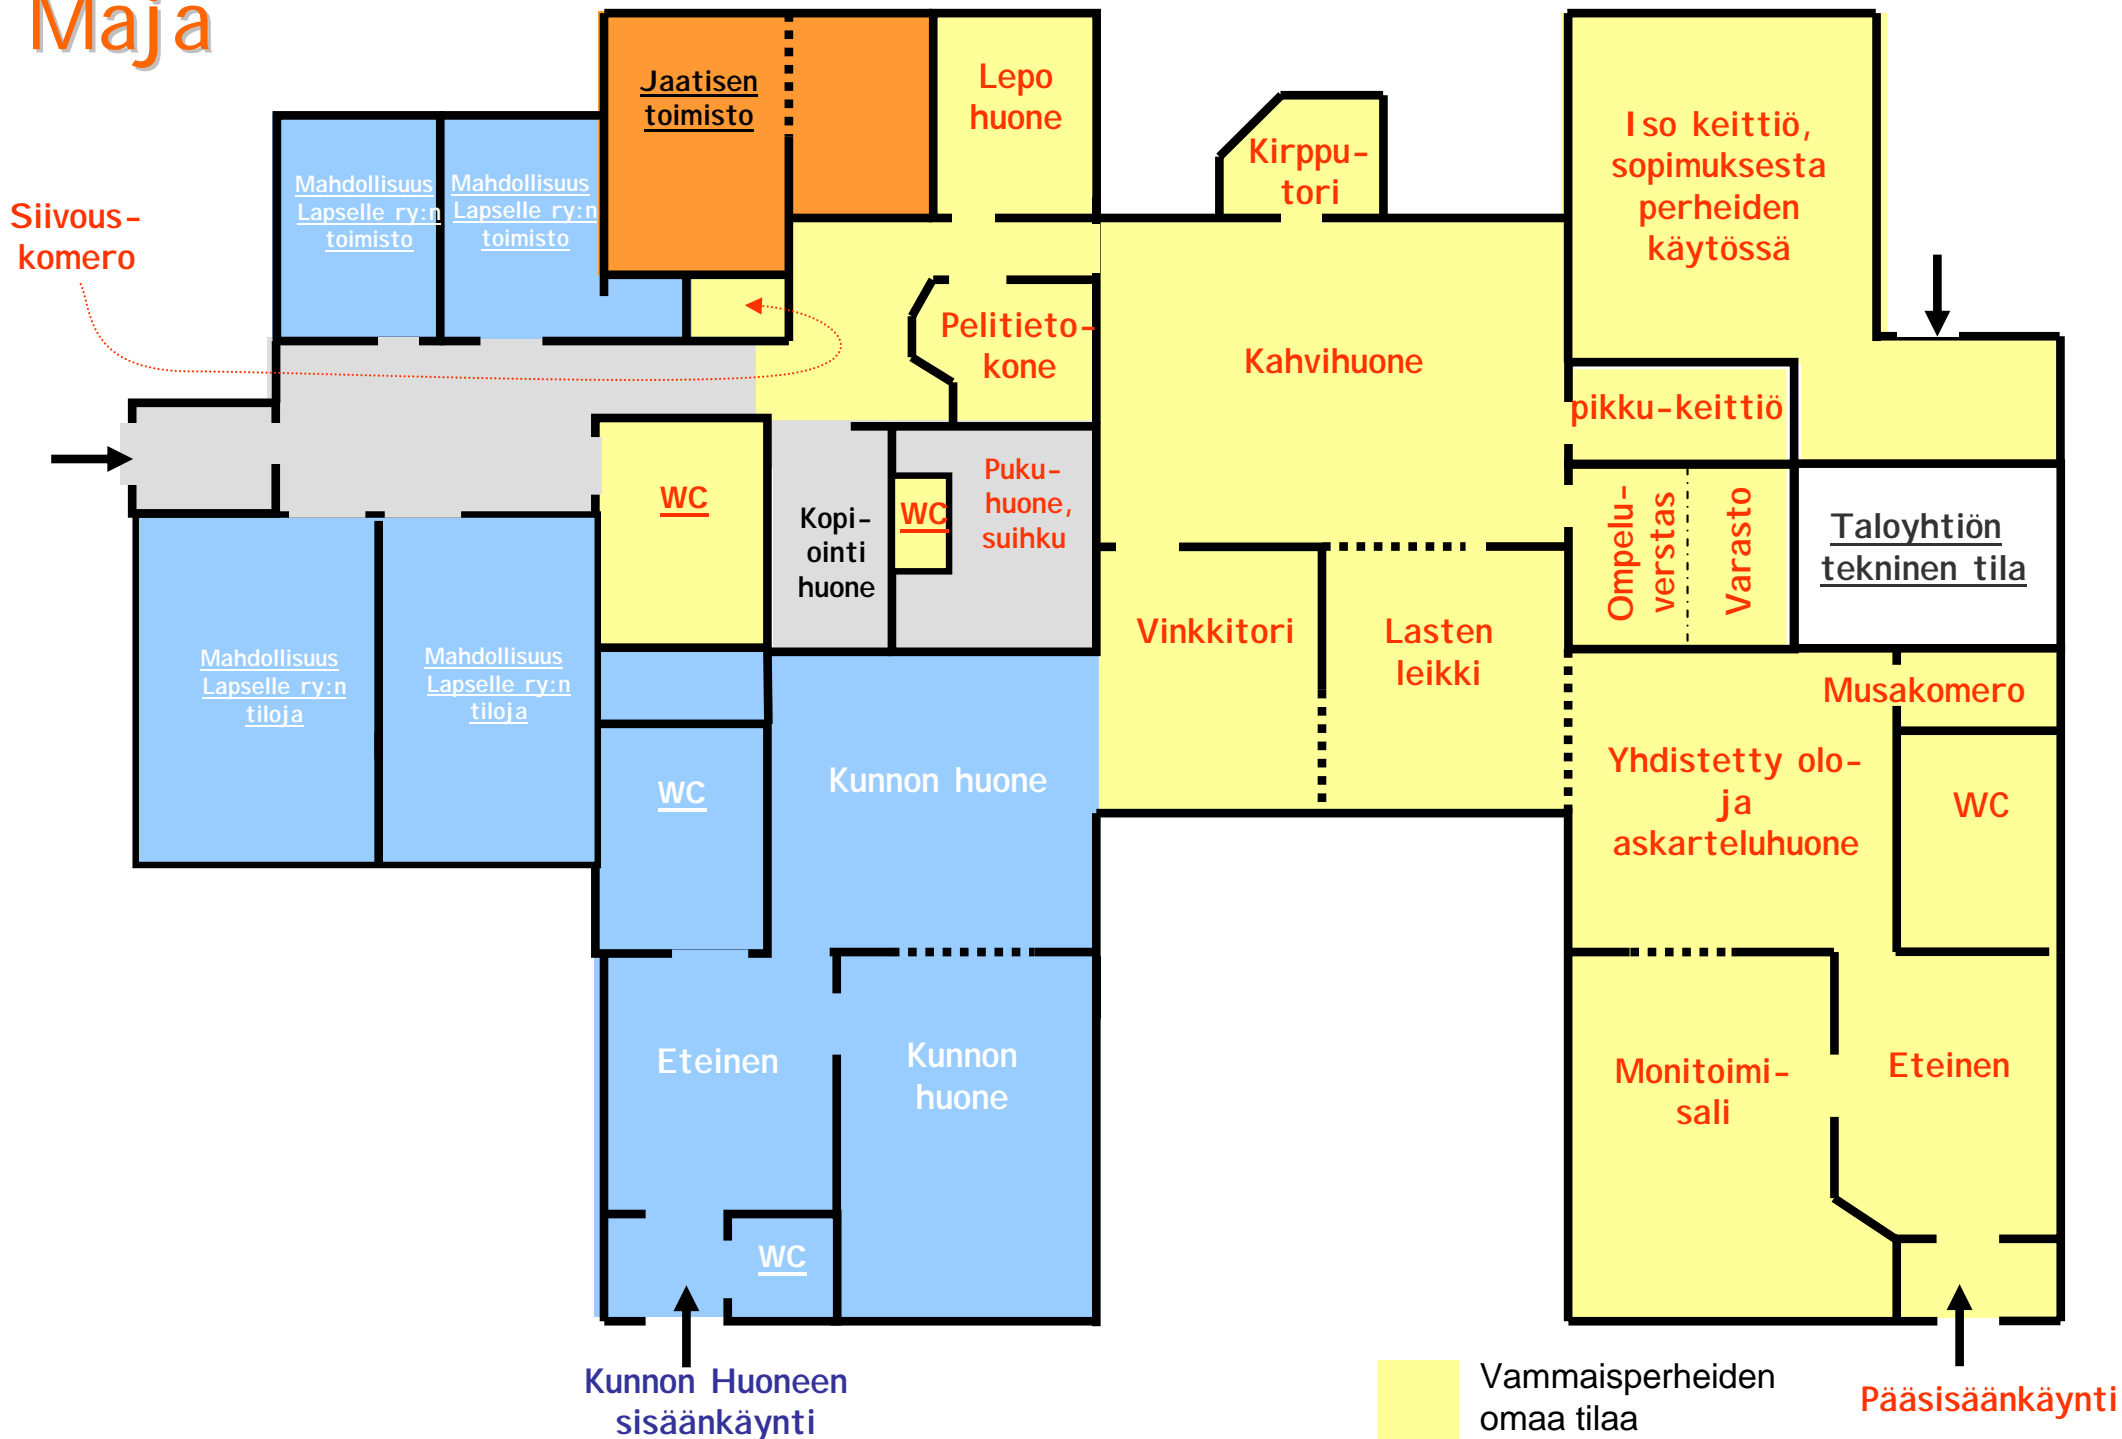 Maja
Jaatisen
toimisto
Lepo
huone
Kirppu-
tori
Iso keittiö,
sopimuksesta
perheiden
käytössä
Mahdollisuus
Lapselle ry:n
toimisto
Mahdollisuus
Lapselle ry:n
toimisto
Siivous-
komero
Pelitieto-
kone
Kahvihuone
pikku-keittiö
WC
Kopi-
ointi
huone
WC
Puku-
huone,
suihku
Ompelu-
verstas
Varasto
Taloyhtiön
tekninen tila
Vinkkitori
Lasten
leikki
Mahdollisuus
Lapselle ry:n
tiloja
Mahdollisuus
Lapselle ry:n
tiloja
Musakomero
WC
Kunnon huone
Yhdistetty olo-
ja
askarteluhuone
WC
Eteinen
Kunnon
huone
Monitoimi-
sali
Eteinen
WC
Kunnon Huoneen
sisäänkäynti
Vammaisperheiden
omaa tilaa
Pääsisäänkäynti